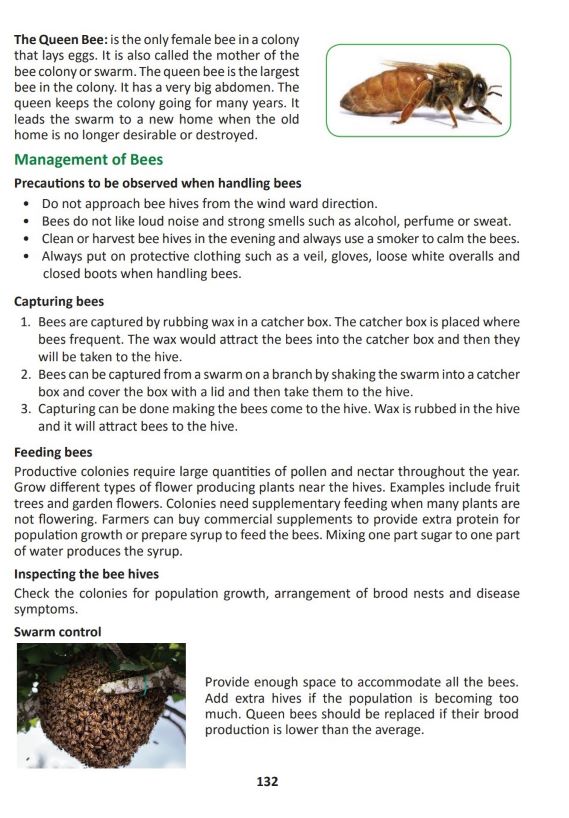 The Queen Bee: is the only female bee in a colony
that lays eggs. It is also called the mother of the
bee colony or swarm. The queen bee is the largest
bee in the colony. It has a very big abdomen. The
queen keeps the colony going for many years. It
leads the swarm to a new home when the old
home is no longer desirable or destroyed.
Management of Bees
Precautions to be observed when handling bees
• Do not approach bee hives from the wind ward direction.
• Bees do not like loud noise and strong smells such as alcohol, perfume or sweat.
• Clean or harvest bee hives in the evening and always use a smoker to calm the bees.
• Always put on protective clothing such as a veil, gloves, loose white overalls and
closed boots when handling bees.
Capturing bees
1. Bees are captured by rubbing wax in a catcher box. The catcher box is placed where
bees frequent. The wax would attract the bees into the catcher box and then they
will be taken to the hive.
2. Bees can be captured from a swarm on a branch by shaking the swarm into a catcher
box and cover the box with a lid and then take them to the hive.
3. Capturing can be done making the bees come to the hive. Wax is rubbed in the hive
and it will attract bees to the hive.
Feeding bees
Productive colonies require large quantities of pollen and nectar throughout the year.
Grow different types of flower producing plants near the hives. Examples include fruit
trees and garden flowers. Colonies need supplementary feeding when many plants are
not flowering. Farmers can buy commercial supplements to provide extra protein for
population growth or prepare syrup to feed the bees. Mixing one part sugar to one part
of water produces the syrup.
Inspecting the bee hives
Check the colonies for population growth, arrangement of brood nests and disease
symptoms.
Swarm control
Provide enough space to accommodate all the bees.
Add extra hives if the population is becoming too
much. Queen bees should be replaced if their brood
production is lower than the average.
132